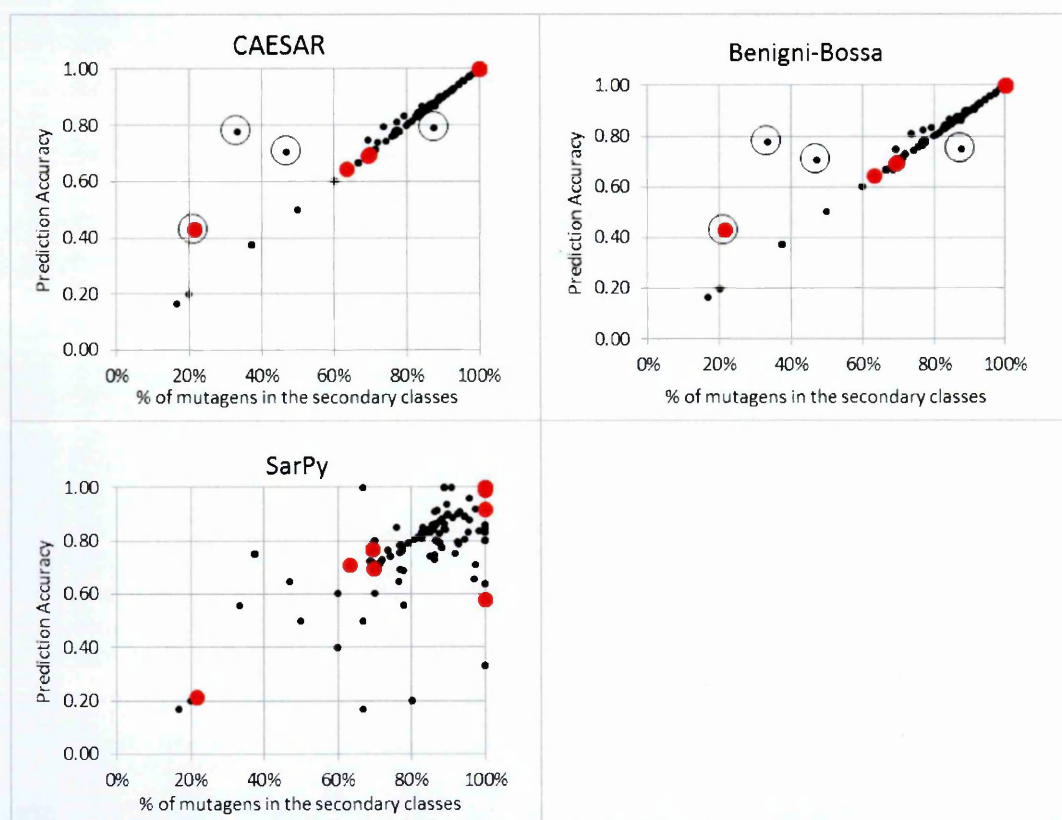 CAESAR
1.00
0.80
0.60
0.40
0.20
0.00
Prediction Accuracy
0% 20% 40% 60% 80% 100%
% of mutagens in the secondary classes
Benigni-Bossa
1.00
0.80
0.60
0.40
0.20
0.00
Prediction Accuracy
0% 20% 40% 60% 80% 100%
% of mutagens in the secondary classes
SarPy
1.00
0.80
0.60
0.40
0.20
0.00
Prediction Accuracy
0% 20% 40% 60% 80% 100%
% of mutagens in the secondary classes